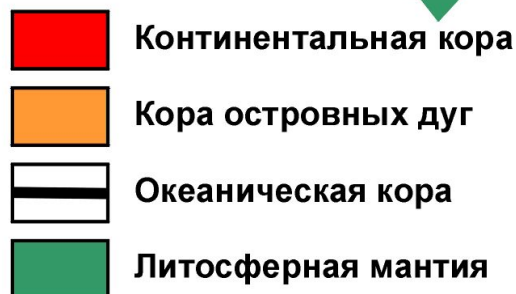 Континентальная кора
Кора островных дуг
Океаническая кора
Литосферная мантия